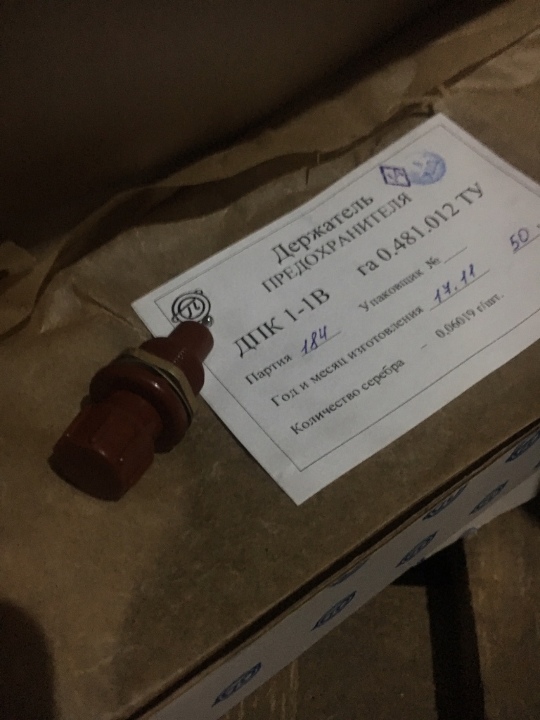 Держатель
ПРЕДОХРАНИТЕЛЯ
ДПК 1-1В га 0.481.012 ТУ
Партия 184 Упаковщик №
Год и месяц изготовления 17.11
Количество серебра - 0,06019 г/шт.
50